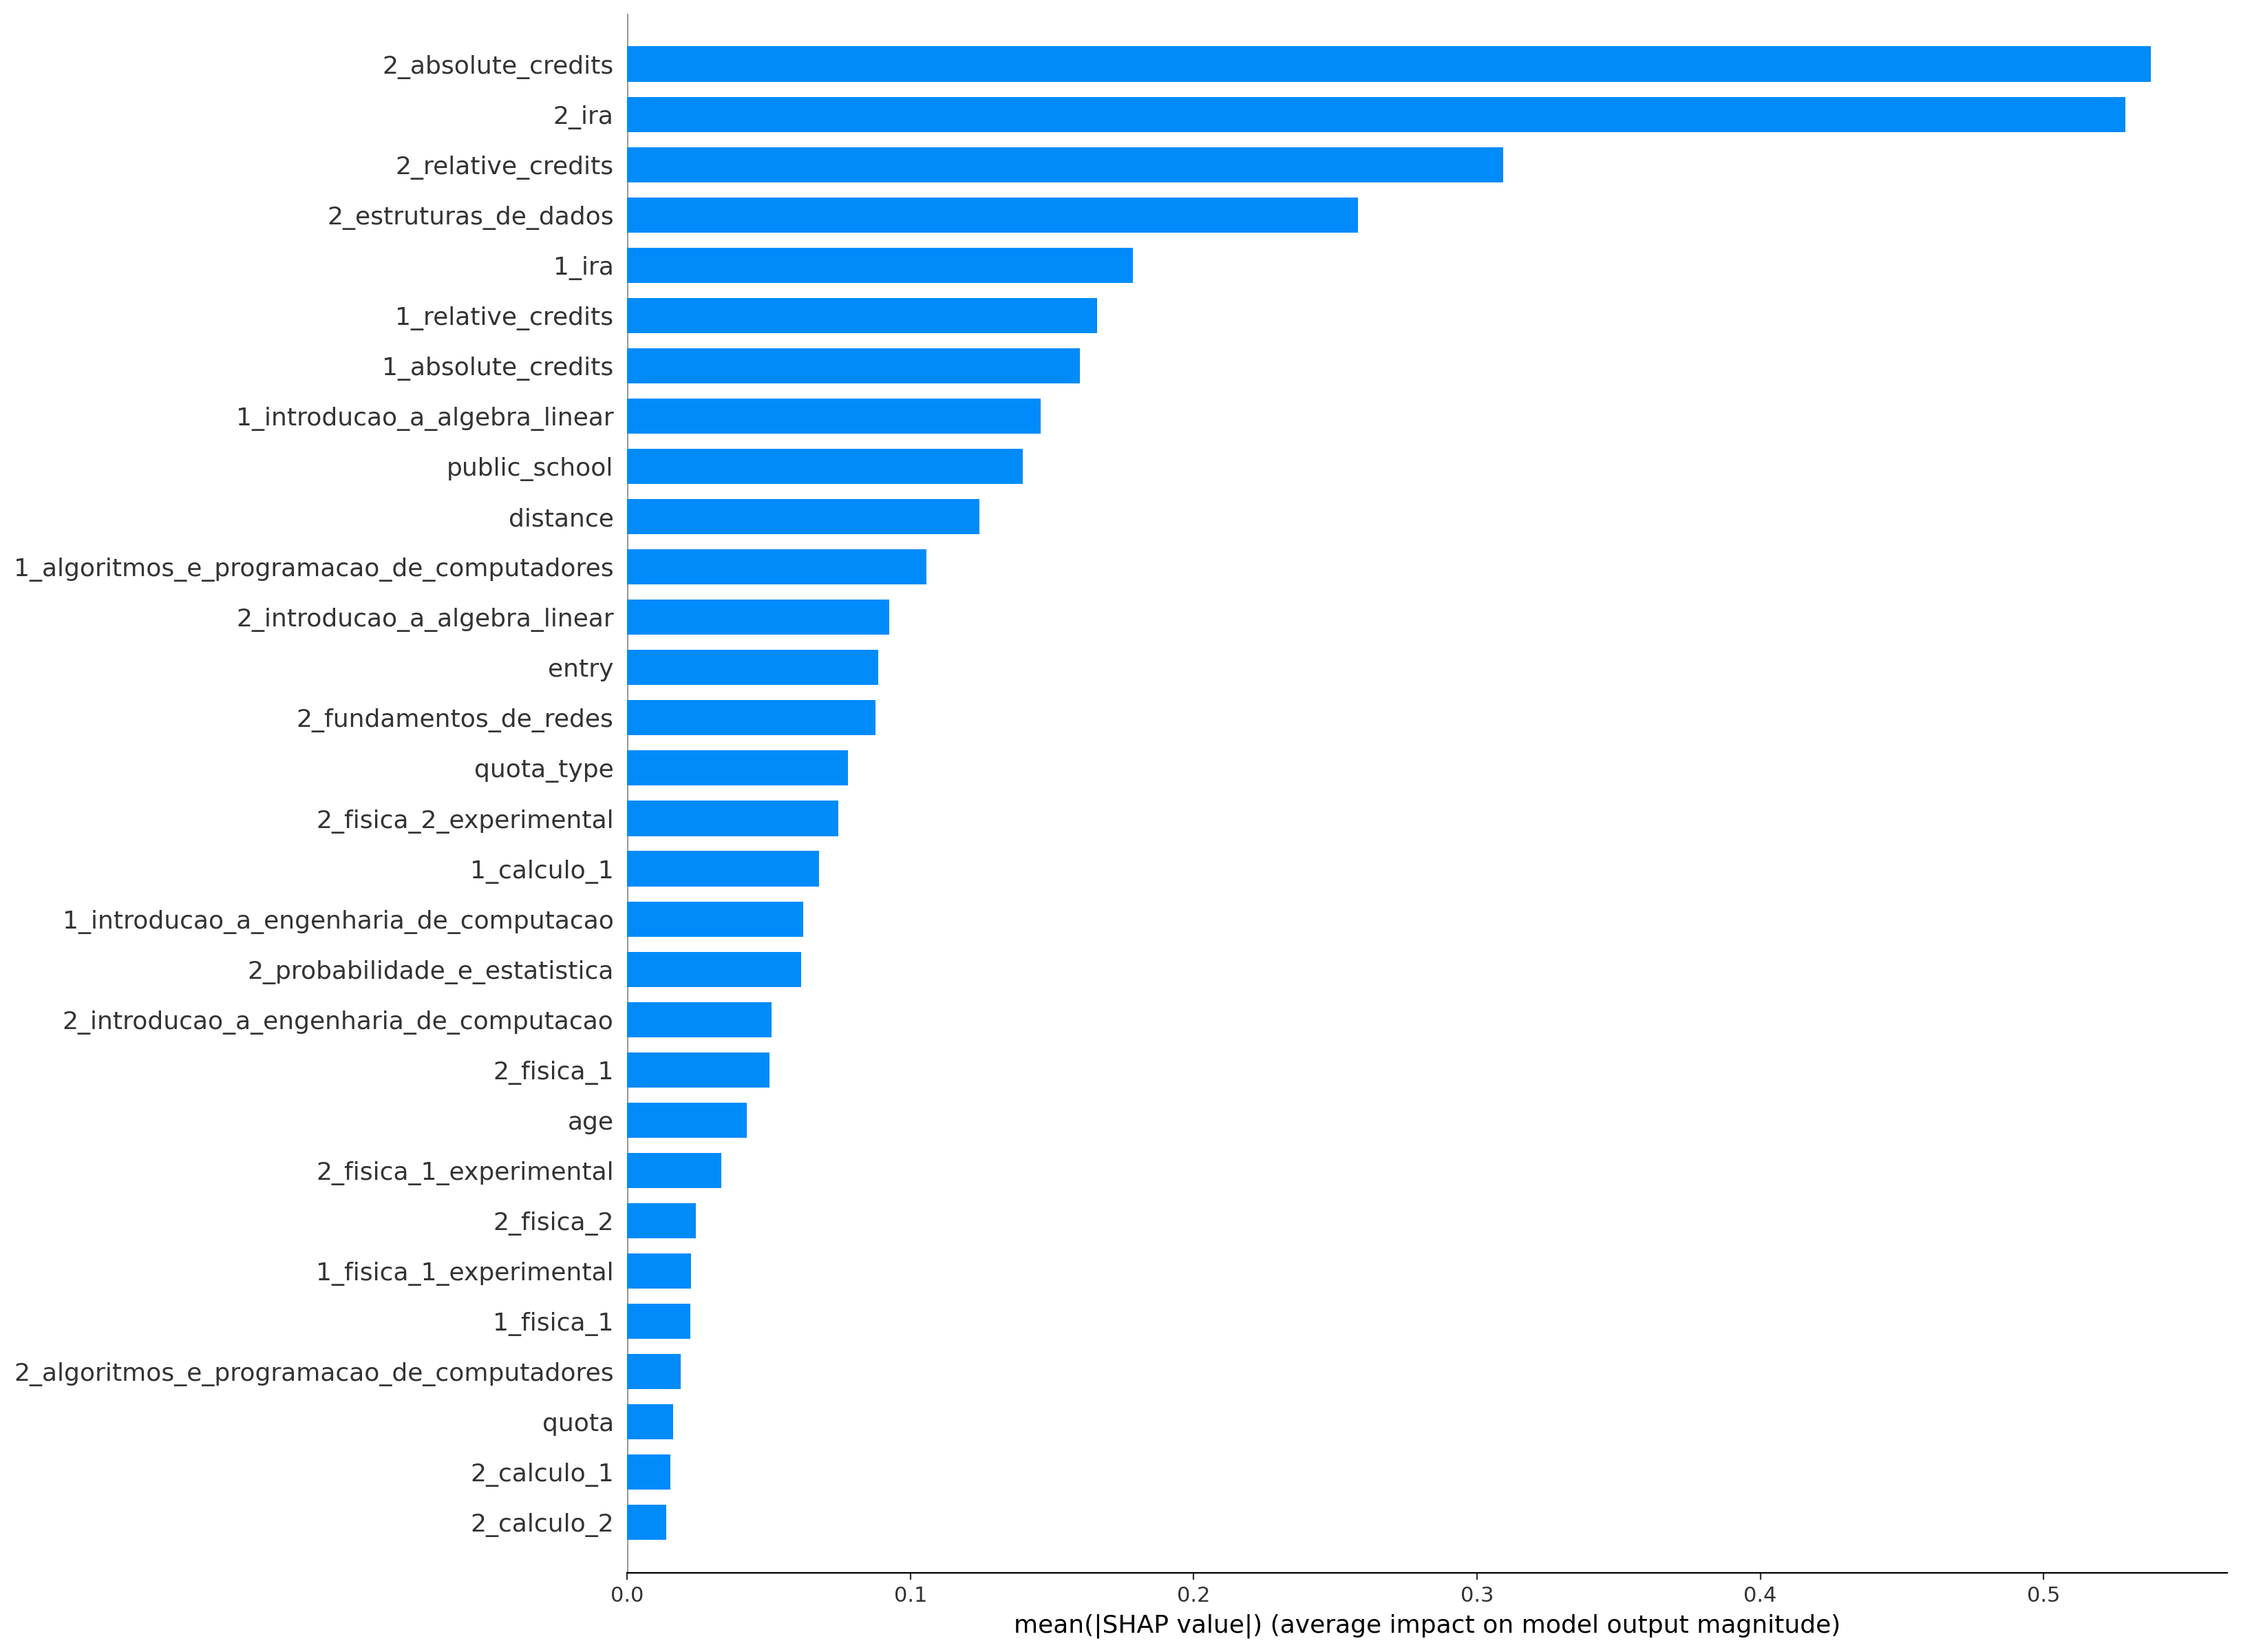 2_absolute_credits
2_ira
2_relative_credits
2_estruturas_de_dados
1_ira
1_relative_credits
1_absolute_credits
1_introducao_a_algebra_linear
public_school
distance
1_algoritmos_e_programacao_de_computadores
2_introducao_a_algebra_linear
entry
2_fundamentos_de_redes
quota_type
2_fisica_2_experimental
1_calculo_1
1_introducao_a_engenharia_de_computacao
2_probabilidade_e_estatistica
2_introducao_a_engenharia_de_computacao
2_fisica_1
age
2_fisica_1_experimental
2_fisica_2
1_fisica_1_experimental
1_fisica_1
2_algoritmos_e_programacao_de_computadores
quota
2_calculo_1
2_calculo_2
0.0 0.1 0.2 0.3 0.4 0.5
mean(|SHAP value|) (average impact on model output magnitude)